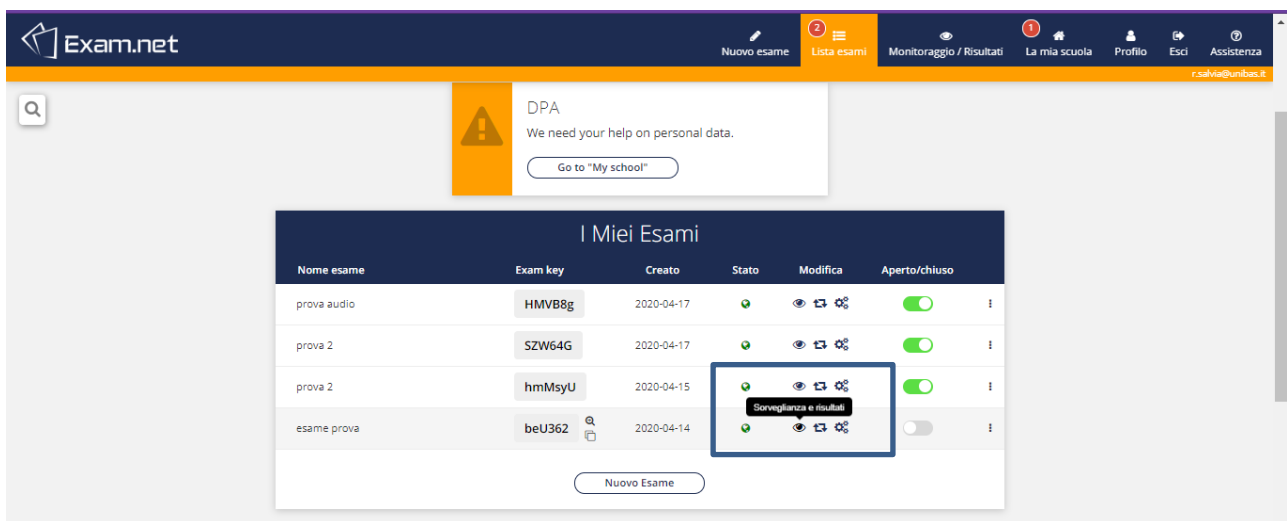 Exam.net
Nuovo esame
2
Lista esami
Monitoraggio / Risultati
1
La mia scuola
Profilo
Esci
Assistenza
r.salvia@unibas.it
DPA
We need your help on personal data.
Go to "My school"
I Miei Esami
Nome esame Exam key Creato Stato Modifica Aperto/chiuso
prova audio HMVB8g 2020-04-17
prova 2 SZW64G 2020-04-17
prova 2 hmMsyU 2020-04-15
Sorveglianza e risultati
esame prova beU362 2020-04-14
Nuovo Esame